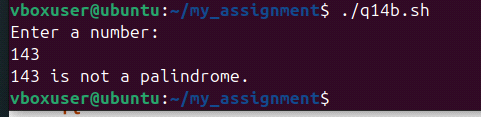 vboxuser@ubuntu:~/my_assignment$ ./q14b.sh
Enter a number:
143
143 is not a palindrome.
vboxuser@ubuntu:~/my_assignment$